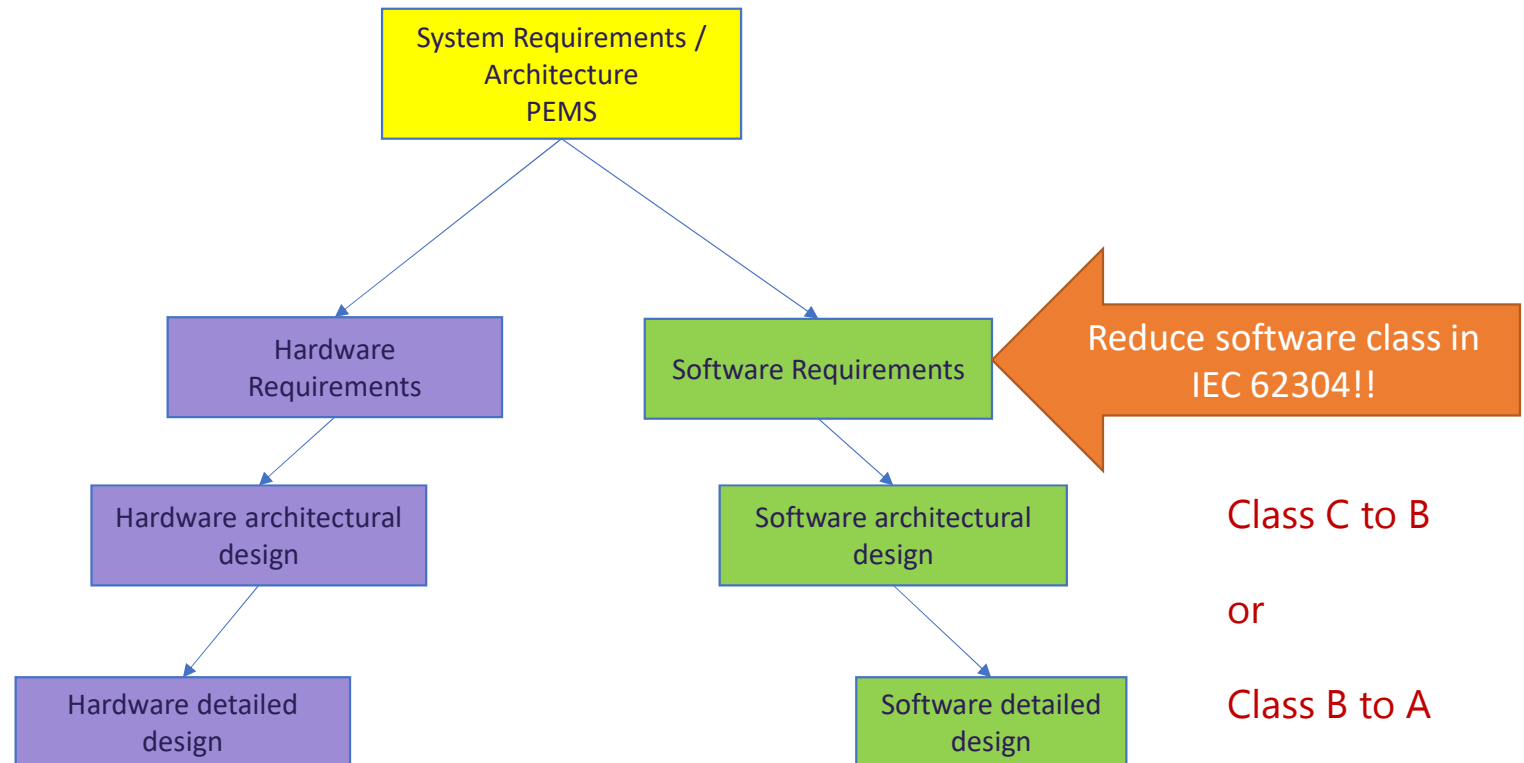 System Requirements /
Architecture
PEMS
Hardware
Requirements
Software Requirements
Reduce software class in
IEC 62304!!
Hardware architectural
design
Software architectural
design
Class C to B
or
Hardware detailed
design
Software detailed
design
Class B to A